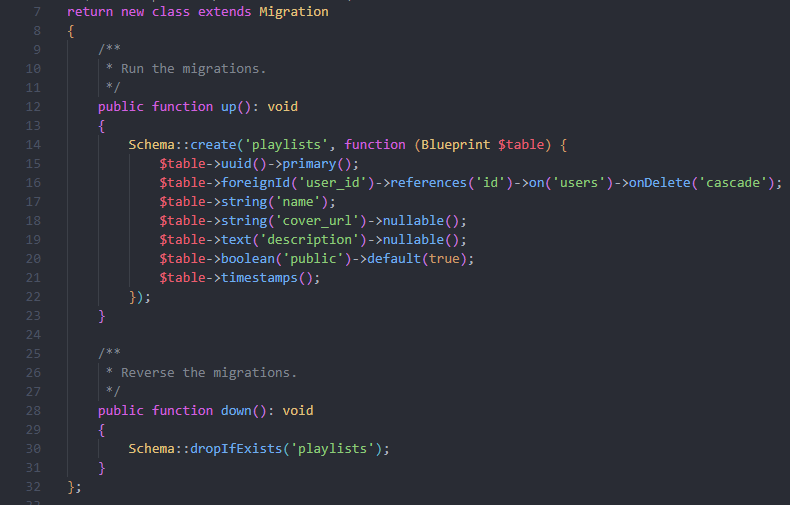 7 return new class extends Migration
8 {
9     /**
10      * Run the migrations.
11      */
12     public function up(): void
13     {
14         Schema::create('playlists', function (Blueprint $table) {
15             $table->uuid()->primary();
16             $table->foreignId('user_id')->references('id')->on('users')->onDelete('cascade');
17             $table->string('name');
18             $table->string('cover_url')->nullable();
19             $table->text('description')->nullable();
20             $table->boolean('public')->default(true);
21             $table->timestamps();
22         });
23     }
24
25     /**
26      * Reverse the migrations.
27      */
28     public function down(): void
29     {
30         Schema::dropIfExists('playlists');
31     }
32 };